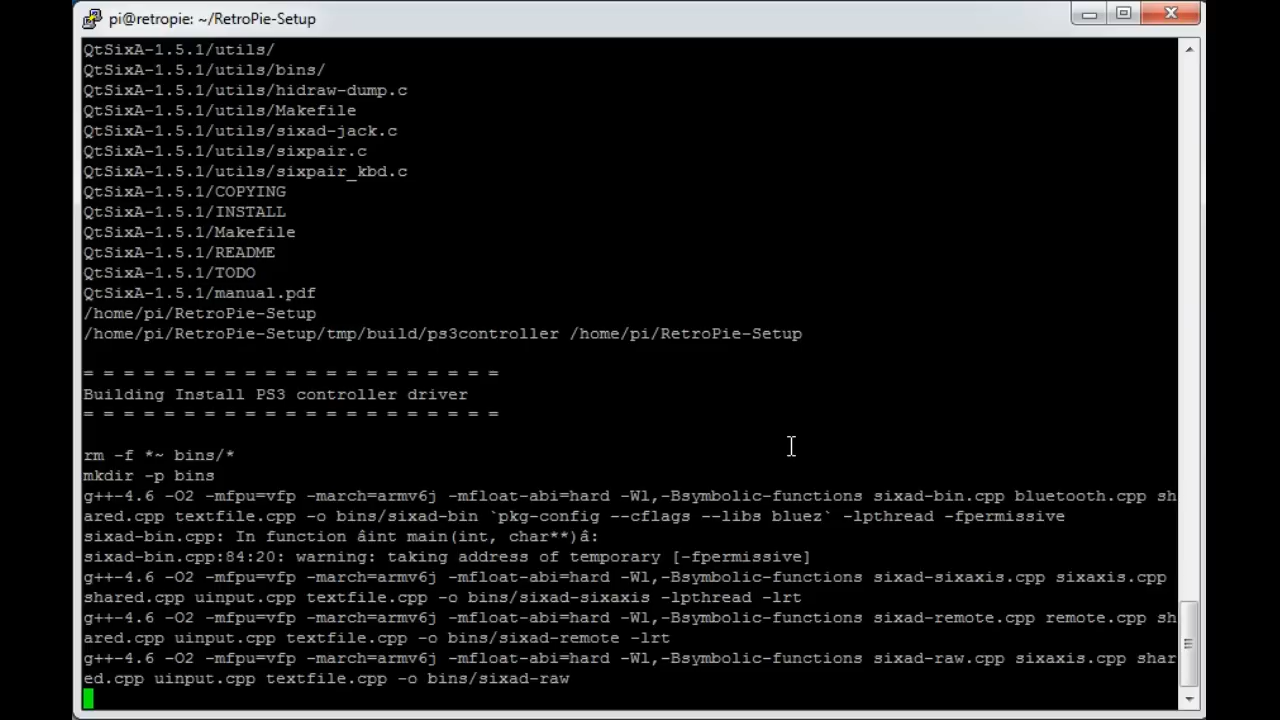 pi@retropie: ~/RetroPie-Setup
QtSixA-1.5.1/utils/
QtSixA-1.5.1/utils/bins/
QtSixA-1.5.1/utils/hidraw-dump.c
QtSixA-1.5.1/utils/Makefile
QtSixA-1.5.1/utils/sixad-jack.c
QtSixA-1.5.1/utils/sixpair.c
QtSixA-1.5.1/utils/sixpair_kbd.c
QtSixA-1.5.1/COPYING
QtSixA-1.5.1/INSTALL
QtSixA-1.5.1/Makefile
QtSixA-1.5.1/README
QtSixA-1.5.1/TODO
QtSixA-1.5.1/manual.pdf
/home/pi/RetroPie-Setup
/home/pi/RetroPie-Setup/tmp/build/ps3controller /home/pi/RetroPie-Setup
= = = = = = = = = = = = = = = = = = = = =
Building Install PS3 controller driver
= = = = = = = = = = = = = = = = = = = = =
rm -f *~ bins/*
mkdir -p bins
g++-4.6 -O2 -mfpu=vfp -march=armv6j -mfloat-abi=hard -Wl,-Bsymbolic-functions sixad-bin.cpp bluetooth.cpp sh
ared.cpp textfile.cpp -o bins/sixad-bin `pkg-config --cflags --libs bluez` -lpthread -fpermissive
sixad-bin.cpp: In function âint main(int, char**)â:
sixad-bin.cpp:84:20: warning: taking address of temporary [-fpermissive]
g++-4.6 -O2 -mfpu=vfp -march=armv6j -mfloat-abi=hard -Wl,-Bsymbolic-functions sixad-sixaxis.cpp sixaxis.cpp
shared.cpp uinput.cpp textfile.cpp -o bins/sixad-sixaxis -lpthread -lrt
g++-4.6 -O2 -mfpu=vfp -march=armv6j -mfloat-abi=hard -Wl,-Bsymbolic-functions sixad-remote.cpp remote.cpp sh
ared.cpp uinput.cpp textfile.cpp -o bins/sixad-remote -lrt
g++-4.6 -O2 -mfpu=vfp -march=armv6j -mfloat-abi=hard -Wl,-Bsymbolic-functions sixad-raw.cpp sixaxis.cpp shar
ed.cpp uinput.cpp textfile.cpp -o bins/sixad-raw